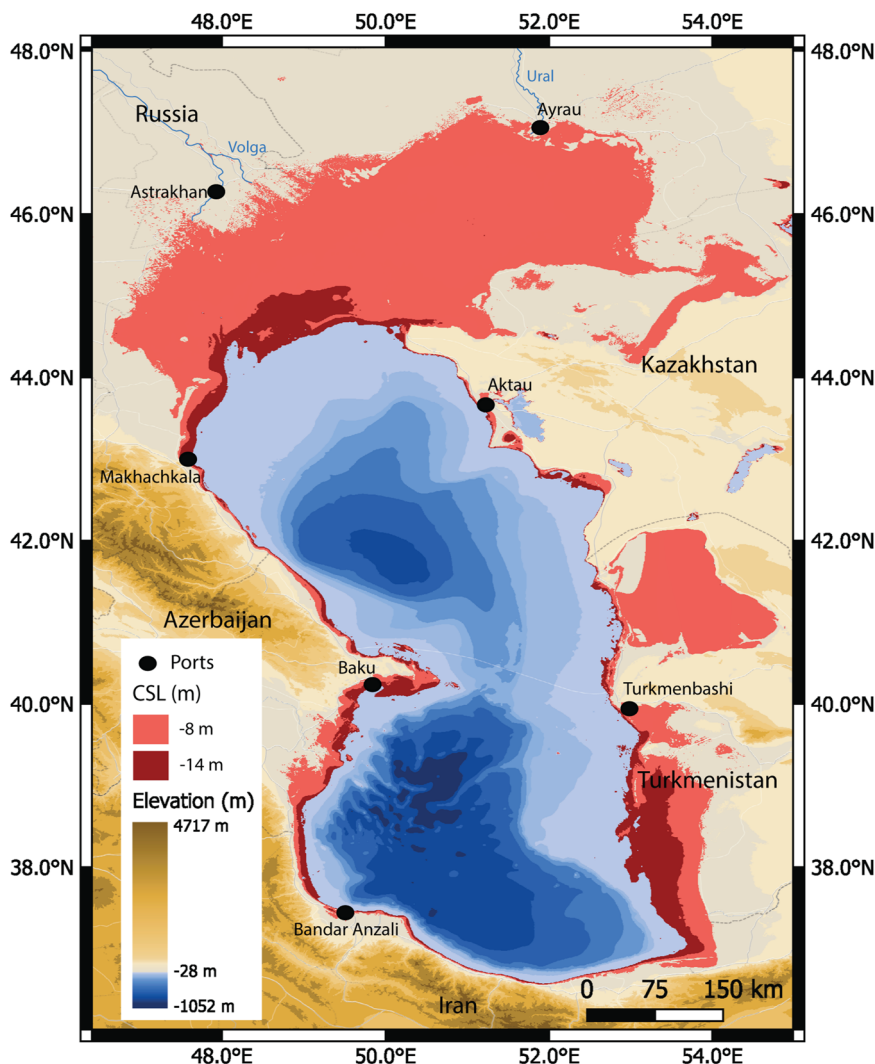 48.0°E 50.0°E 52.0°E 54.0°E
48.0°N 48.0°N
Ural
Ayrau
Russia
Volga
Astrakhan
46.0°N 46.0°N
Kazakhstan
44.0°N 44.0°N
Aktau
Makhachkala
42.0°N 42.0°N
Azerbaijan
Ports
Baku
CSL (m)
Turkmenbashi
40.0°N 40.0°N
-8 m
-14 m
Turkmenistan
Elevation (m)
4717 m
38.0°N 38.0°N
Bandar Anzali
-28 m
-1052 m
Iran
0 75 150 km
48.0°E 50.0°E 52.0°E 54.0°E